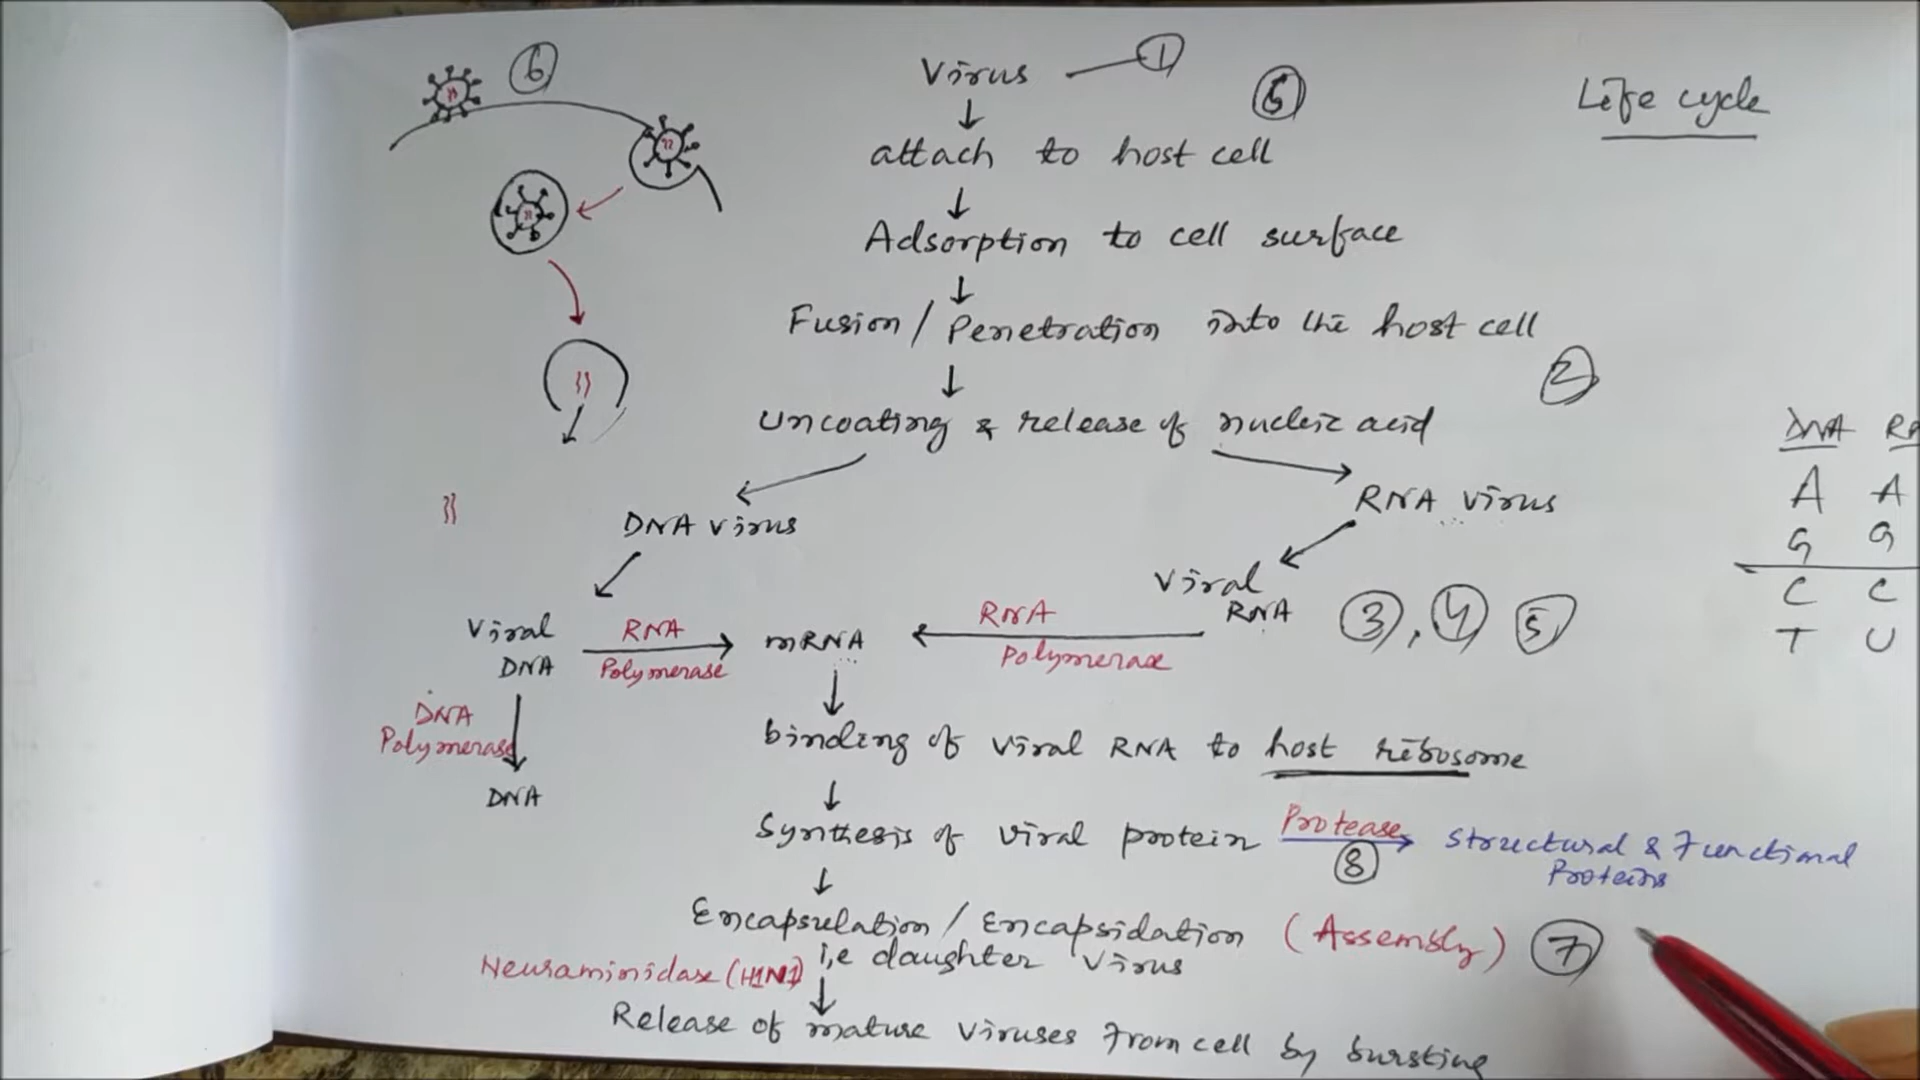 Virus ①
⑥
Life cycle
attach to host cell
Adsorption to cell surface
Fusion / Penetration into the host cell
②
Uncoating & release of nucleic acid
DNA virus
RNA virus
Viral DNA
RNA Polymerase
mRNA
RNA Polymerase
Viral RNA
③, ④ ⑤
DNA Polymerase
DNA
binding of viral RNA to host ribosome
Synthesis of viral protein
Protease
⑧
Structural & Functional Proteins
Encapsulation / Encapsidation (Assembly) ⑦
i,e daughter virus
Neuraminidase (H1N1)
Release of mature viruses from cell by bursting
DNA
A A
G G
C C
T U